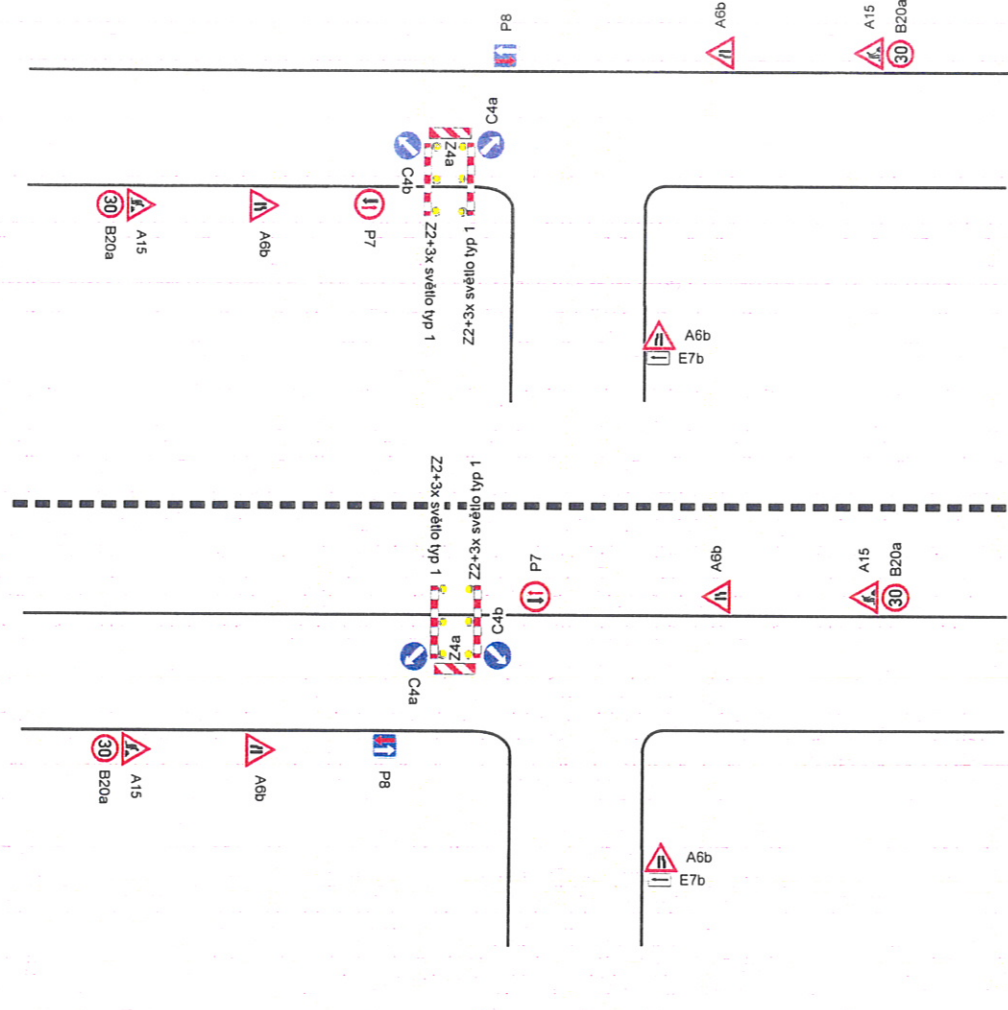 P8
A6b
A15
B20a
30
C4a
Z4a
C4b
30
B20a
A15
A6b
P7
Z2+3x světlo typ 1
Z2+3x světlo typ 1
A6b
E7b
Z2+3x světlo typ 1
Z2+3x světlo typ 1
P7
A6b
A15
B20a
30
C4b
Z4a
C4a
30
B20a
A15
A6b
P8
A6b
E7b